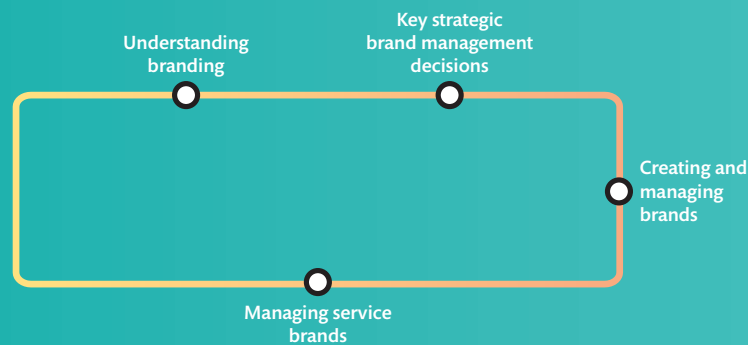 Understanding
branding
Key strategic
brand management
decisions
Creating and
managing
brands
Managing service
brands